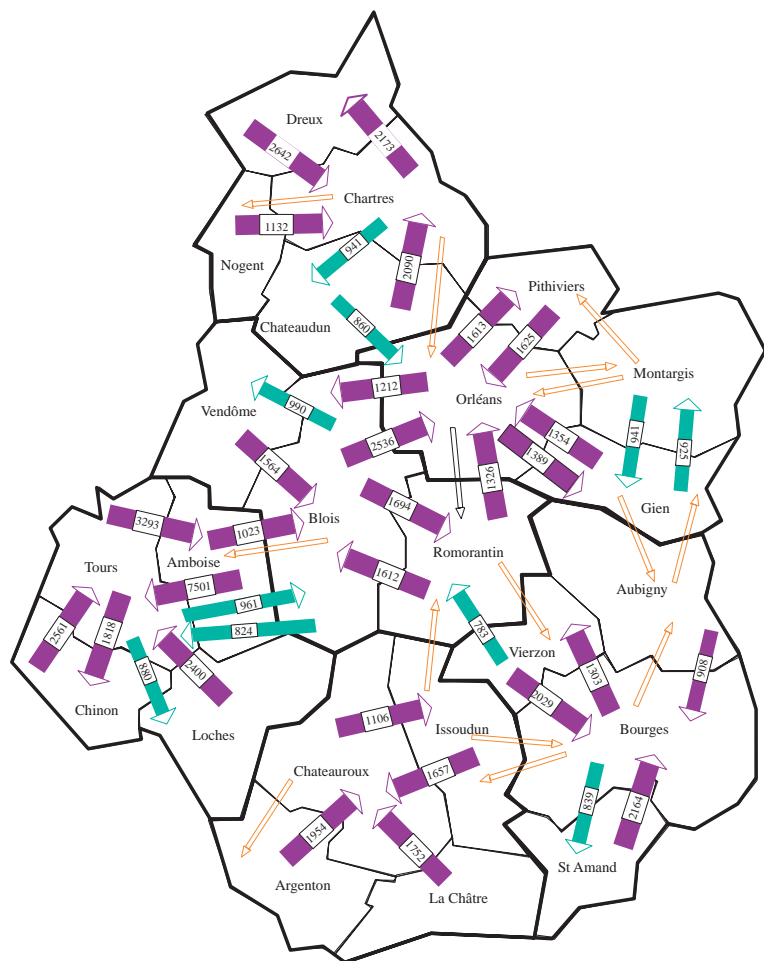 Dreux
2173
2642
Chartres
1132
941
2090
Nogent
Chateaudun
860
Pithiviers
1613
1625
Montargis
1212
Orléans
990
Vendôme
941
925
1354
1389
2536
1564
1326
Gien
1694
Blois
3293
1023
Romorantin
Amboise
Tours
1612
Aubigny
7501
961
824
2561
1818
783
Vierzon
880
2400
1303
908
2029
Chinon
Loches
1106
Issoudun
Bourges
Chateauroux
1657
839
2164
1954
1752
St Amand
Argenton
La Châtre